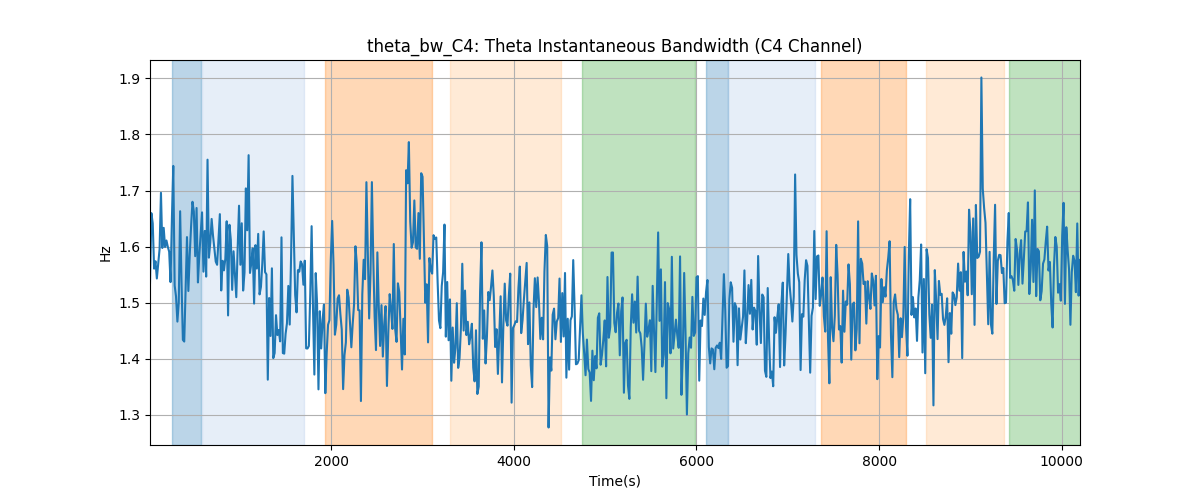 theta_bw_C4: Theta Instantaneous Bandwidth (C4 Channel)
1.9
1.8
1.7
1.6
1.5
1.4
1.3
Hz
2000 4000 6000 8000 10000
Time(s)